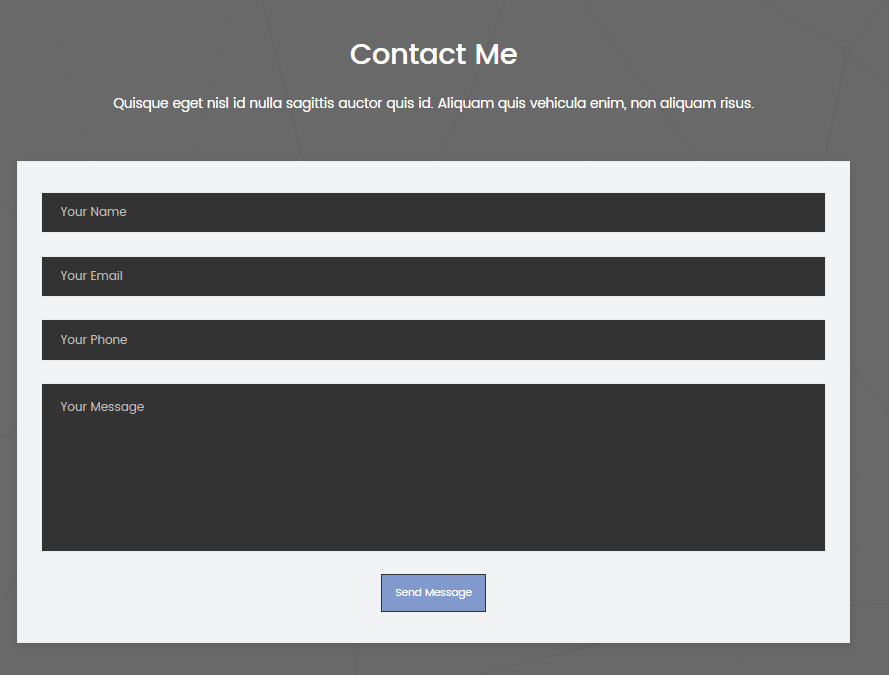 Contact Me
Quisque eget nisl id nulla sagittis auctor quis id. Aliquam quis vehicula enim, non aliquam risus.
Your Name
Your Email
Your Phone
Your Message
Send Message